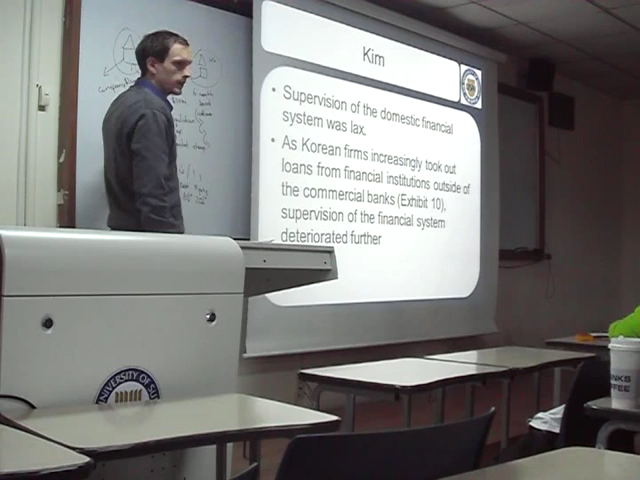 Kim
• Supervision of the domestic financial
system was lax.
• As Korean firms increasingly took out
loans from financial institutions outside of
the commercial banks (Exhibit 10),
supervision of the financial system
deteriorated further
UNIVERSITY OF